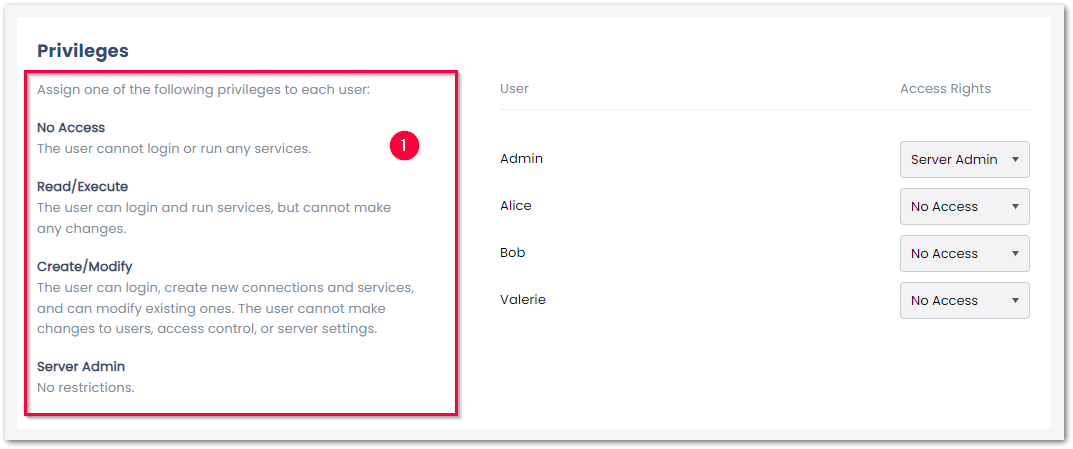 Privileges
Assign one of the following privileges to each user:
No Access
The user cannot login or run any services.
1
Read/Execute
The user can login and run services, but cannot make
any changes.
Create/Modify
The user can login, create new connections and services,
and can modify existing ones. The user cannot make
changes to users, access control, or server settings.
Server Admin
No restrictions.
User Access Rights
Admin Server Admin
Alice No Access
Bob No Access
Valerie No Access